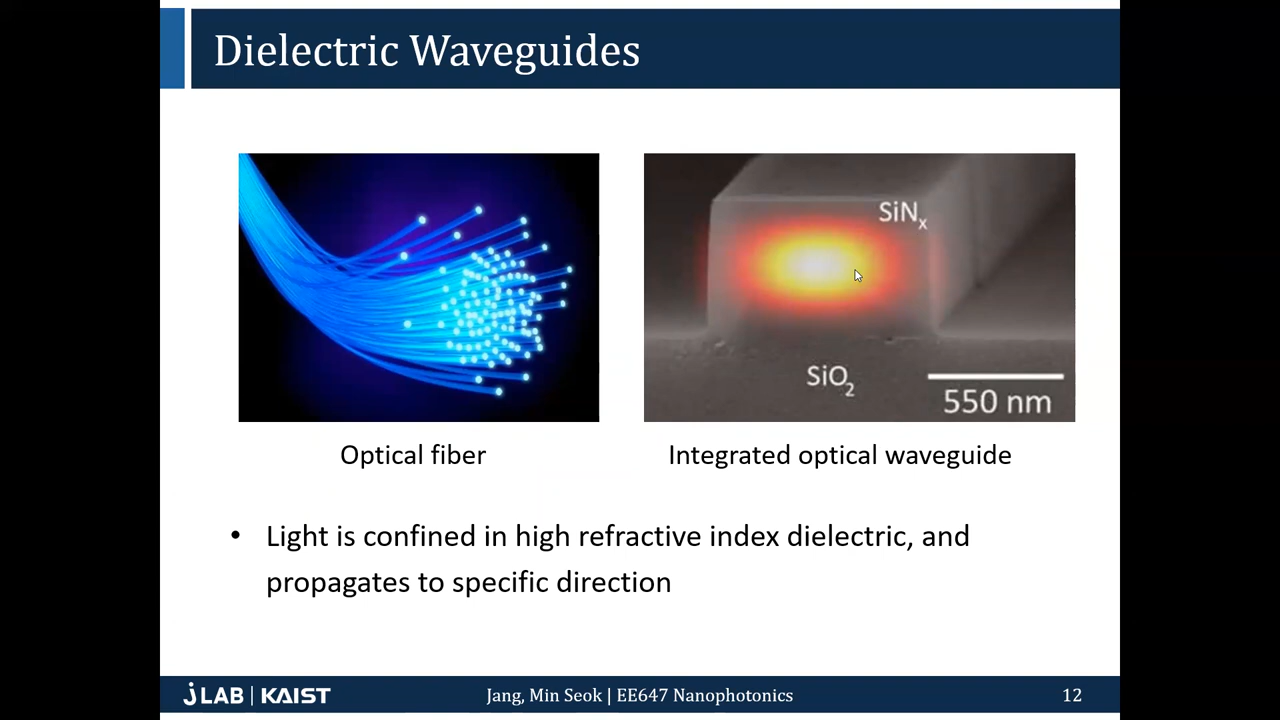 Dielectric Waveguides
SiNx
SiO2
550 nm
Optical fiber
Integrated optical waveguide
• Light is confined in high refractive index dielectric, and
propagates to specific direction
jLAB | KAIST
Jang, Min Seok | EE647 Nanophotonics
12